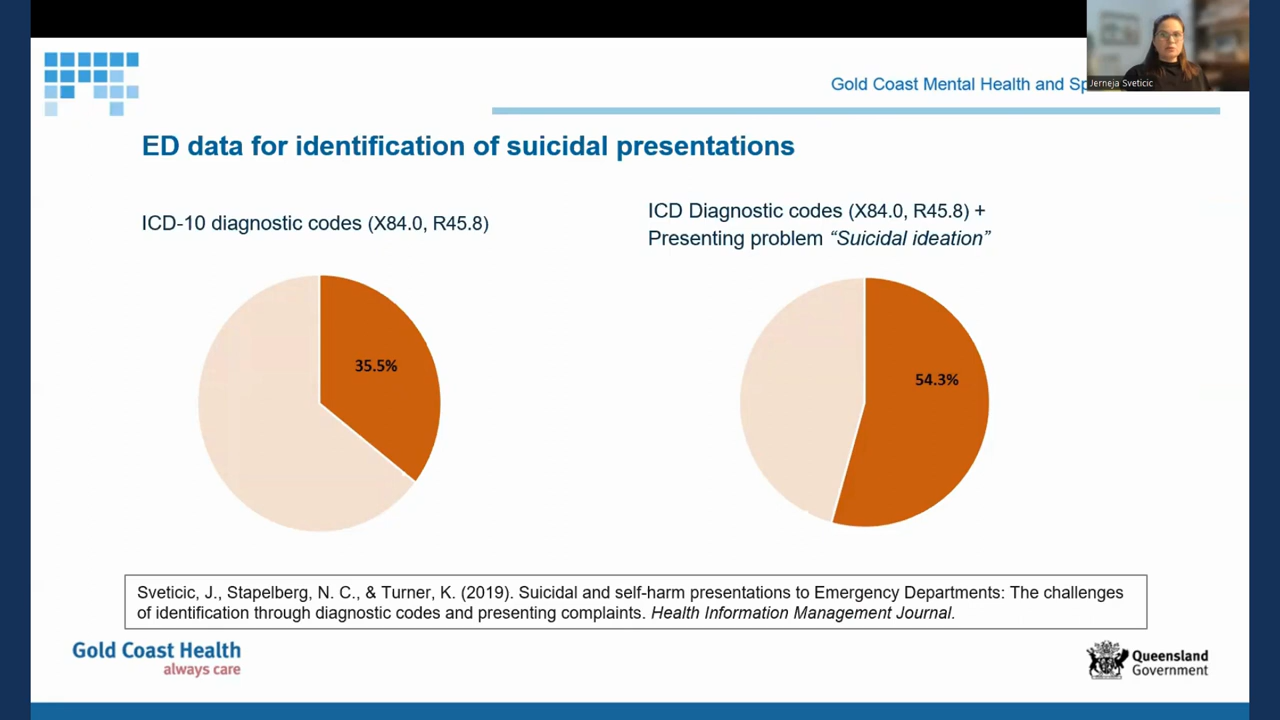 Gold Coast Mental Health and Sp
Jerneja Sveticic
ED data for identification of suicidal presentations
ICD-10 diagnostic codes (X84.0, R45.8)
ICD Diagnostic codes (X84.0, R45.8) +
Presenting problem “Suicidal ideation”
35.5%
54.3%
Sveticic, J., Stapelberg, N. C., & Turner, K. (2019). Suicidal and self-harm presentations to Emergency Departments: The challenges
of identification through diagnostic codes and presenting complaints. Health Information Management Journal.
Gold Coast Health
always care
Queensland
Government